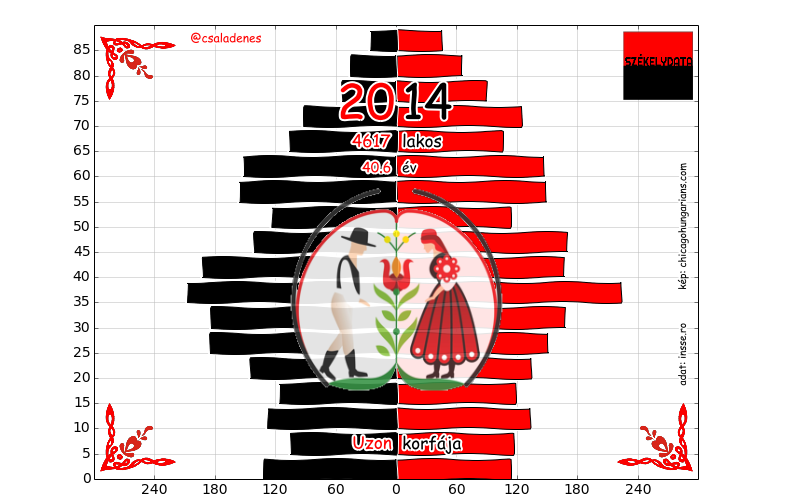 @csaladenes
SZÉKELYDATA
2014
4617 lakos
40.6 év
kép: chicagohungarians.com
adat: insse.ro
Uzon korfája
85
80
75
70
65
60
55
50
45
40
35
30
25
20
15
10
5
0
240 180 120 60 0 60 120 180 240